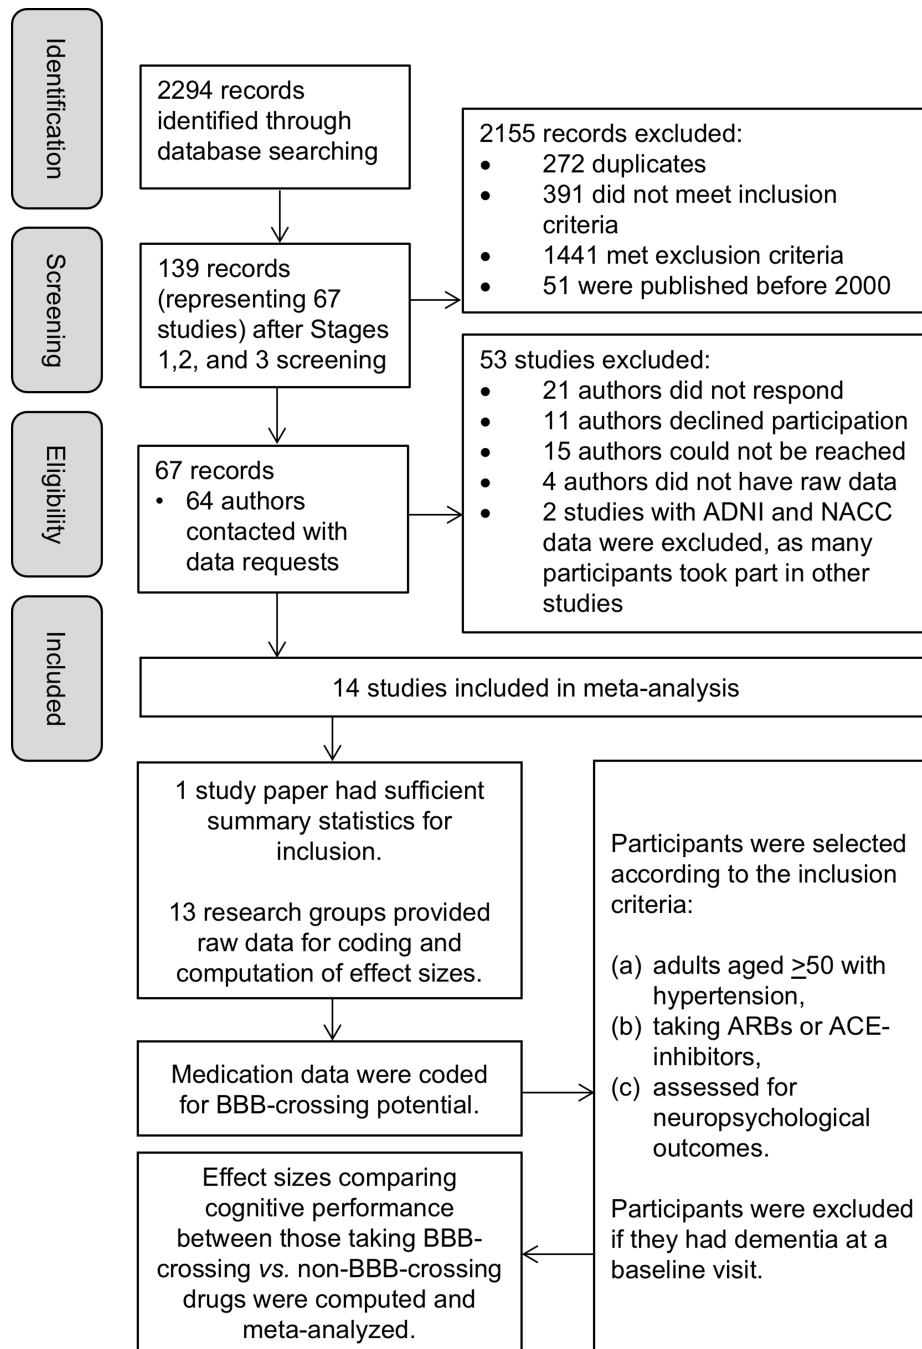 Identification
2294 records
identified through
database searching
2155 records excluded:
• 272 duplicates
• 391 did not meet inclusion
criteria
• 1441 met exclusion criteria
• 51 were published before 2000
Screening
139 records
(representing 67
studies) after Stages
1,2, and 3 screening
53 studies excluded:
• 21 authors did not respond
• 11 authors declined participation
• 15 authors could not be reached
• 4 authors did not have raw data
• 2 studies with ADNI and NACC
data were excluded, as many
participants took part in other
studies
Eligibility
67 records
• 64 authors
contacted with
data requests
Included
14 studies included in meta-analysis
1 study paper had sufficient
summary statistics for
inclusion.
13 research groups provided
raw data for coding and
computation of effect sizes.
Medication data were coded
for BBB-crossing potential.
Participants were selected
according to the inclusion
criteria:
(a) adults aged ≥50 with
hypertension,
(b) taking ARBs or ACE-
inhibitors,
(c) assessed for
neuropsychological
outcomes.
Participants were excluded
if they had dementia at a
baseline visit.
Effect sizes comparing
cognitive performance
between those taking BBB-
crossing vs. non-BBB-crossing
drugs were computed and
meta-analyzed.